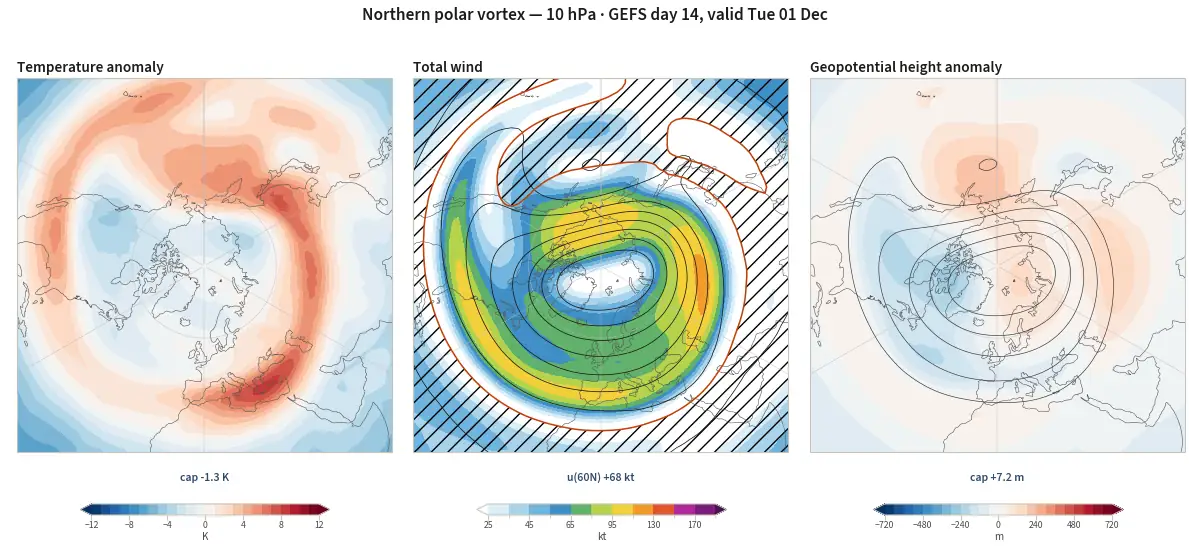 Northern polar vortex — 10 hPa · GEFS day 14, valid Tue 01 Dec
Temperature anomaly
Total wind
Geopotential height anomaly
cap -1.3 K
u(60N) +68 kt
cap +7.2 m
−12 −8 −4 0 4 8 12
K
25 45 65 95 130 170
kt
−720 −480 −240 0 240 480 720
m